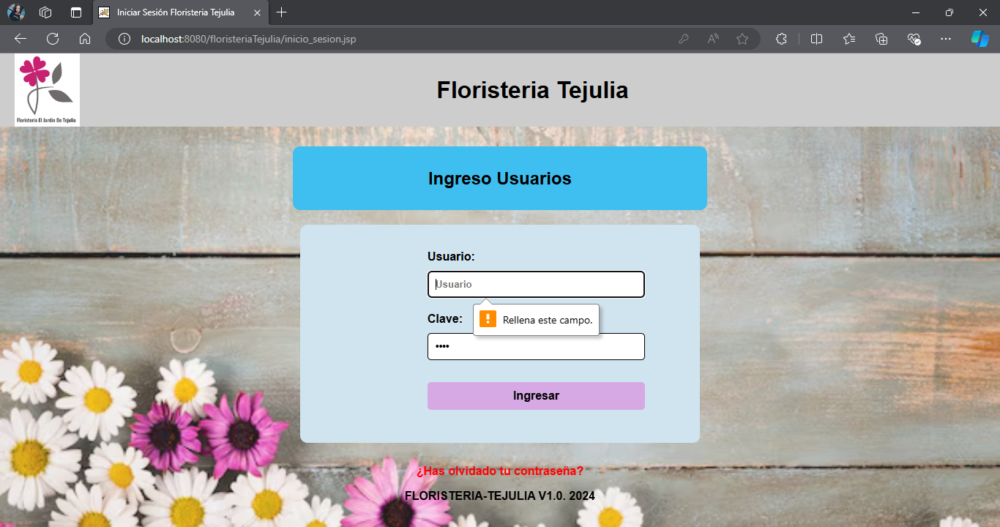 Iniciar Sesión Floristeria Tejulia
localhost:8080/floristeriaTejulia/inicio_sesion.jsp
Floristeria El Jardin De Tejulia
Floristeria Tejulia
Ingreso Usuarios
Usuario:
Usuario
Rellena este campo.
Clave:
••••
Ingresar
¿Has olvidado tu contraseña?
FLORISTERIA-TEJULIA V1.0. 2024